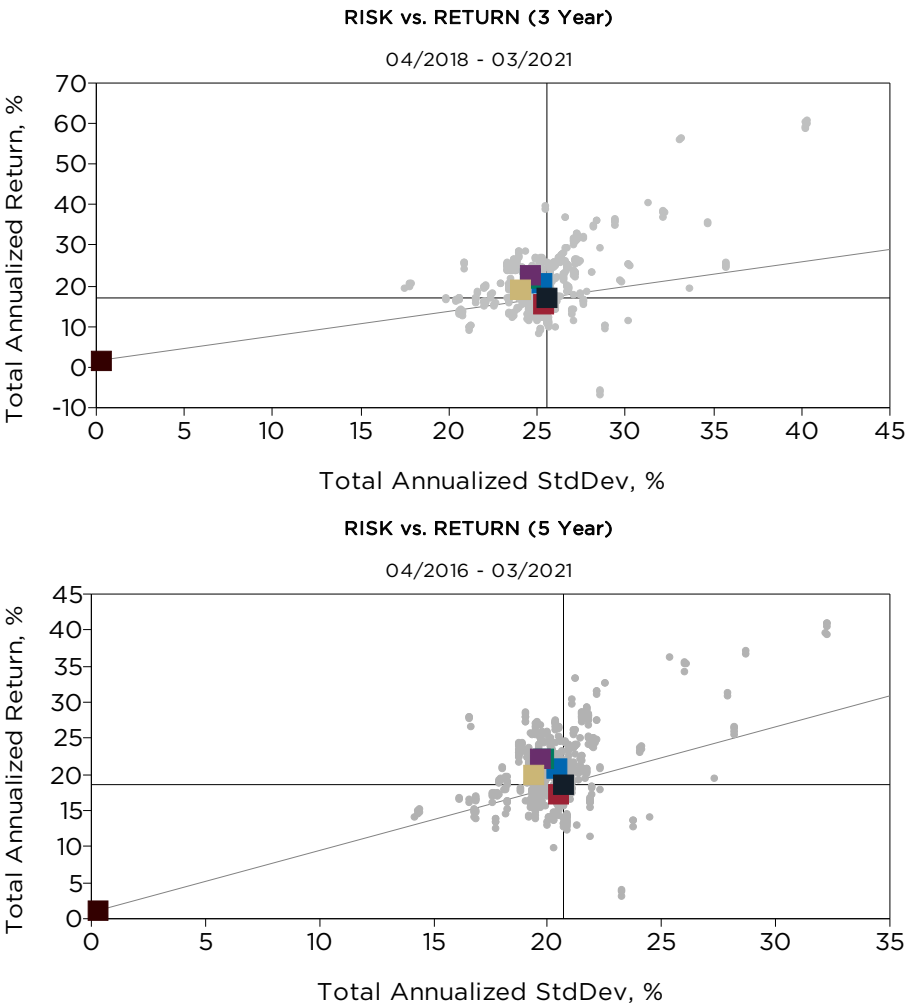 RISK vs. RETURN (3 Year)
04/2018 - 03/2021
Total Annualized Return, %
70
60
50
40
30
20
10
0
-10
0 5 10 15 20 25 30 35 40 45
Total Annualized StdDev, %
RISK vs. RETURN (5 Year)
04/2016 - 03/2021
Total Annualized Return, %
45
40
35
30
25
20
15
10
5
0
0 5 10 15 20 25 30 35
Total Annualized StdDev, %